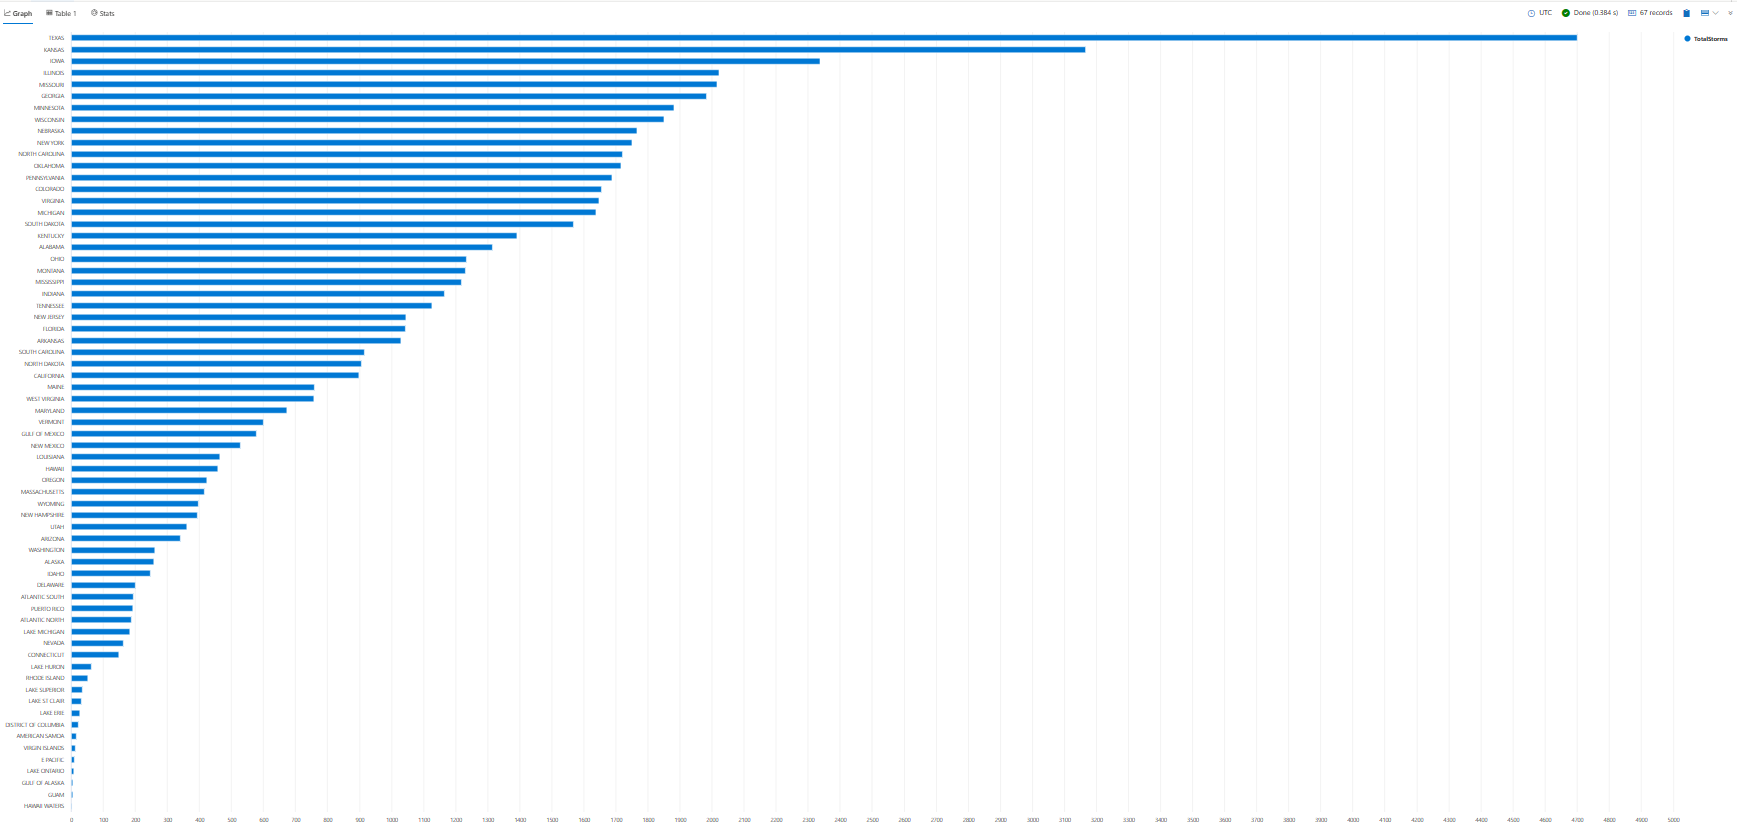 Graph Table 1 Stats UTC Done (0.384 s) 67 records
TotalStorms
TEXAS
KANSAS
IOWA
ILLINOIS
MISSOURI
GEORGIA
MINNESOTA
WISCONSIN
NEBRASKA
NEW YORK
NORTH CAROLINA
OKLAHOMA
PENNSYLVANIA
COLORADO
VIRGINIA
MICHIGAN
SOUTH DAKOTA
KENTUCKY
ALABAMA
OHIO
MONTANA
MISSISSIPPI
INDIANA
TENNESSEE
NEW JERSEY
FLORIDA
ARKANSAS
SOUTH CAROLINA
NORTH DAKOTA
CALIFORNIA
MAINE
WEST VIRGINIA
MARYLAND
VERMONT
GULF OF MEXICO
NEW MEXICO
LOUISIANA
HAWAII
OREGON
MASSACHUSETTS
WYOMING
NEW HAMPSHIRE
UTAH
ARIZONA
WASHINGTON
ALASKA
IDAHO
DELAWARE
ATLANTIC SOUTH
PUERTO RICO
ATLANTIC NORTH
LAKE MICHIGAN
NEVADA
CONNECTICUT
LAKE HURON
RHODE ISLAND
LAKE SUPERIOR
LAKE ST CLAIR
LAKE ERIE
DISTRICT OF COLUMBIA
AMERICAN SAMOA
VIRGIN ISLANDS
E PACIFIC
LAKE ONTARIO
GULF OF ALASKA
GUAM
HAWAII WATERS
0 100 200 300 400 500 600 700 800 900 1000 1100 1200 1300 1400 1500 1600 1700 1800 1900 2000 2100 2200 2300 2400 2500 2600 2700 2800 2900 3000 3100 3200 3300 3400 3500 3600 3700 3800 3900 4000 4100 4200 4300 4400 4500 4600 4700 4800 4900 5000